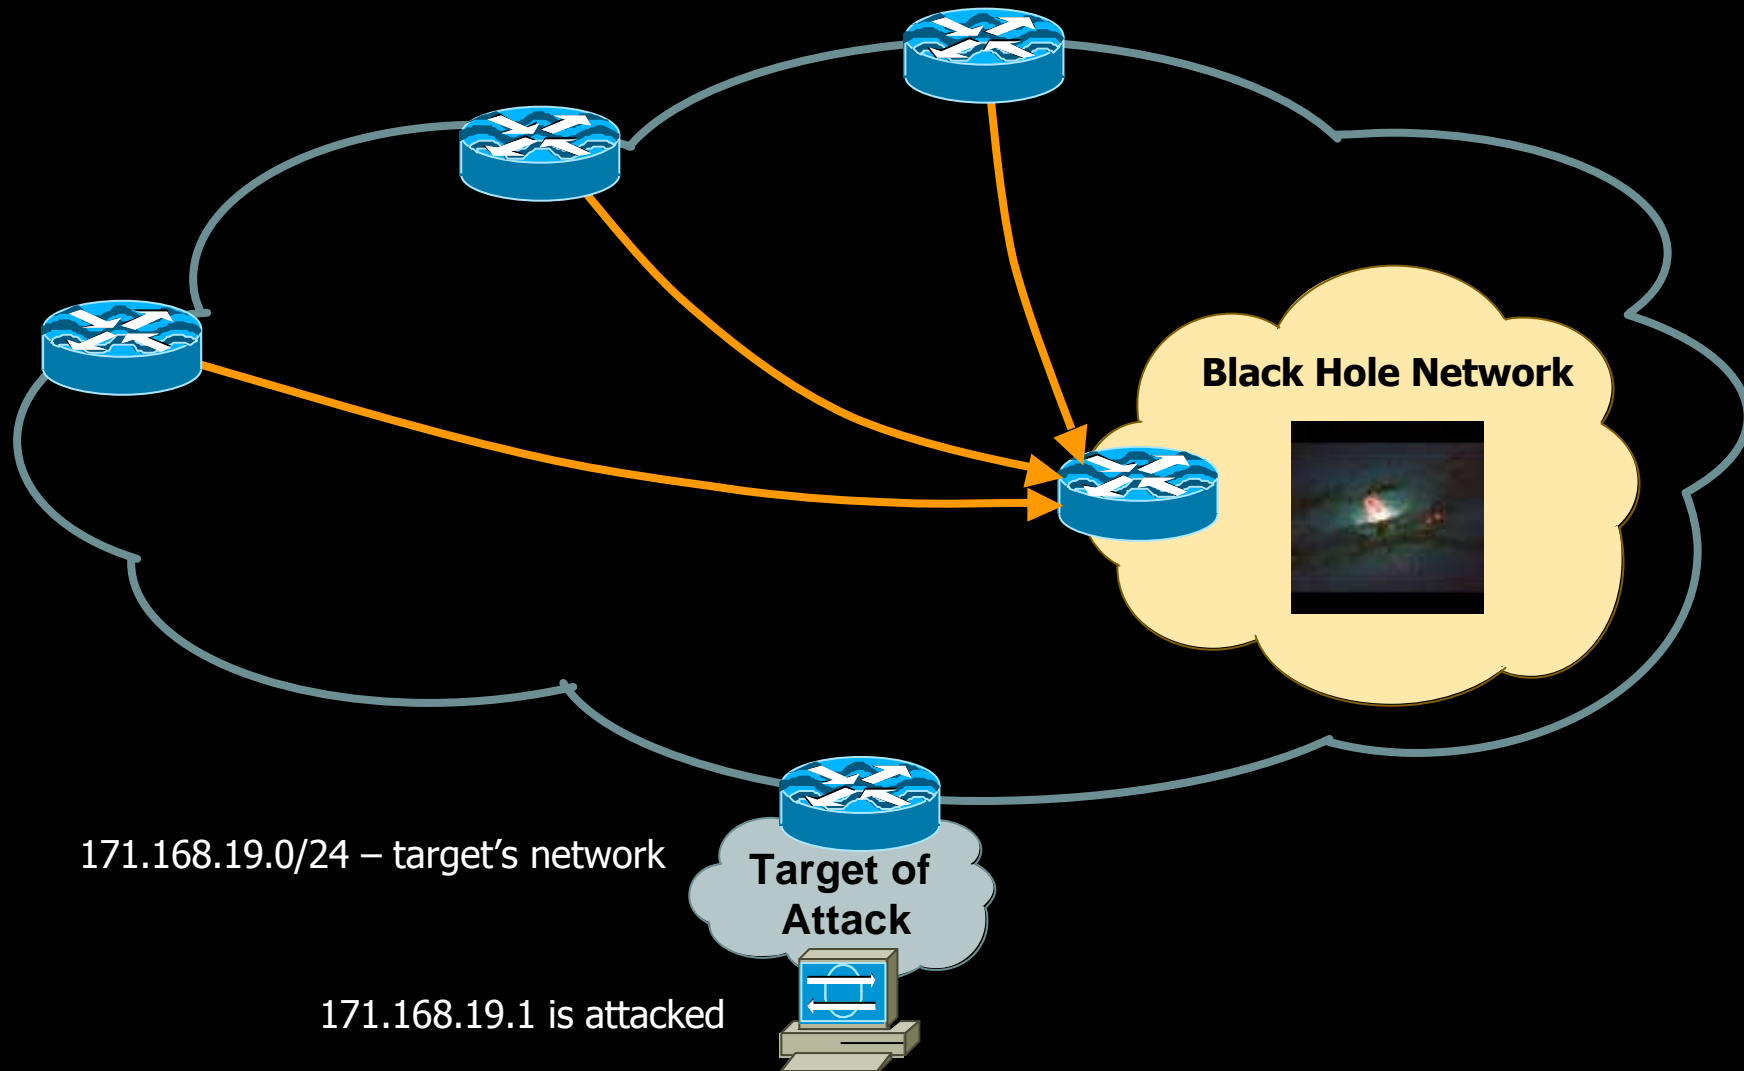 Black Hole Network
171.168.19.0/24 – target’s network
Target of
Attack
171.168.19.1 is attacked